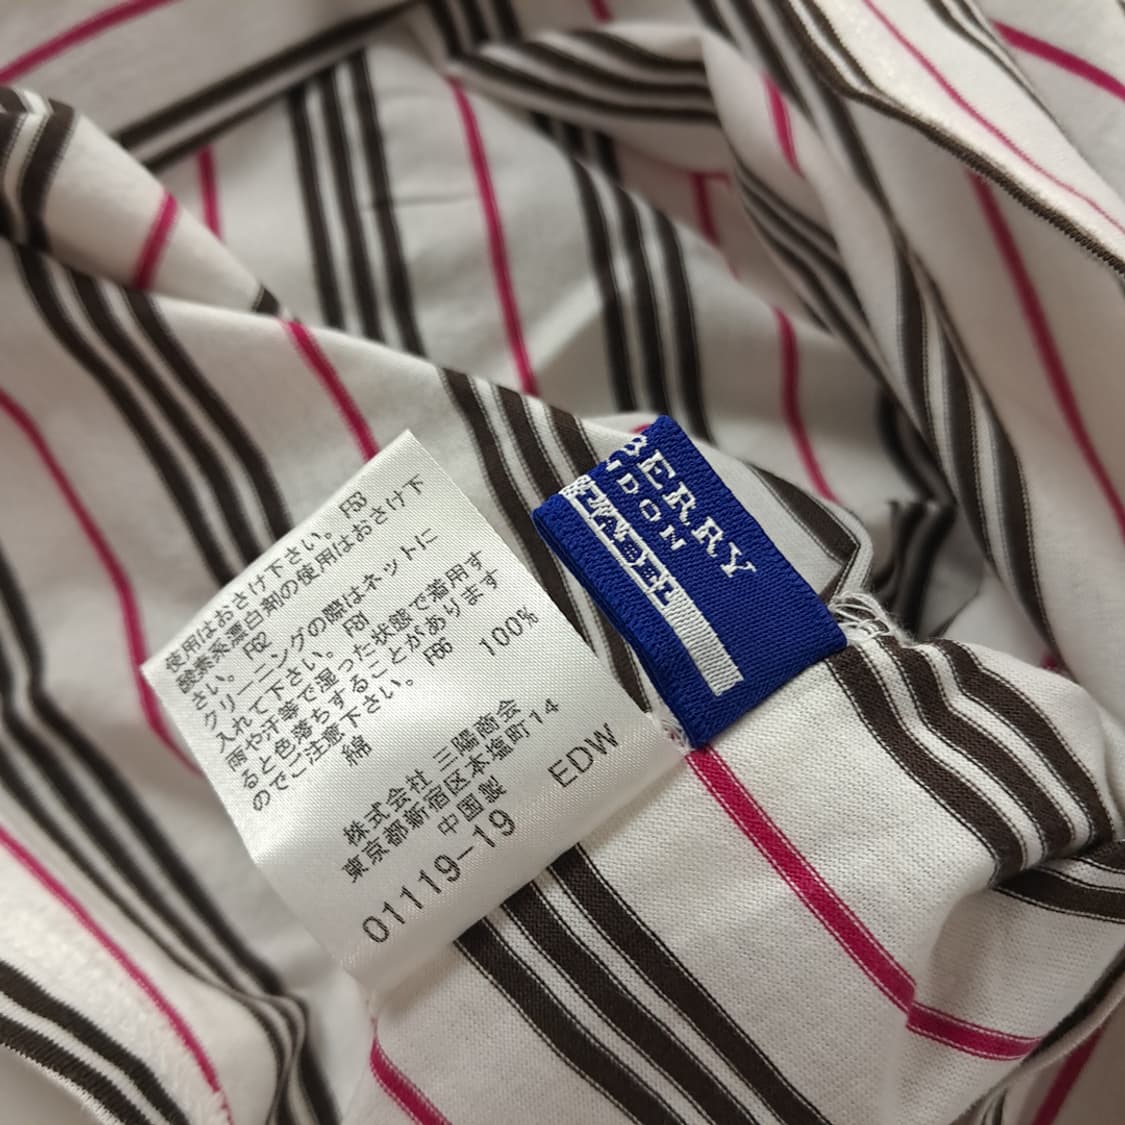 使用はおさけ下さい。 F53
酸素系漂白剤の使用はおさけ下
さい。 F62
クリーニングの際はネットに
入れて下さい。 F81
雨や汗等で湿った状態で着用す
ると色落ちすることがあります
のでご注意下さい。 F66
綿 100%
株式会社 三陽商会
東京都新宿区本塩町14
中国製
01119-19 EDW
BERRY
LABEL